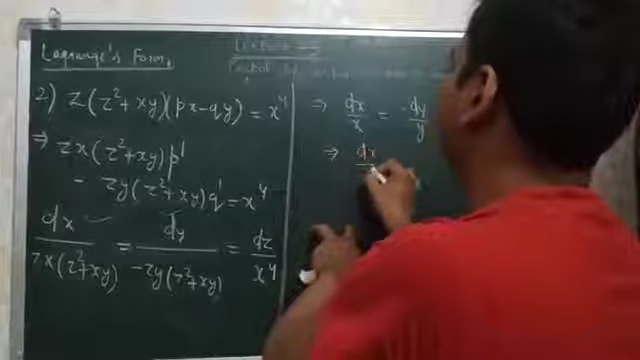 Lagrange's Form.
2) z(z²+xy)(px-qy) = x⁴
⇒ zx(z²+xy)p
- zy(z²+xy)q = x⁴
dx/zx(z²+xy) = dy/-zy(z²+xy) = dz/x⁴
⇒ dx/x = -dy/y
⇒ dx